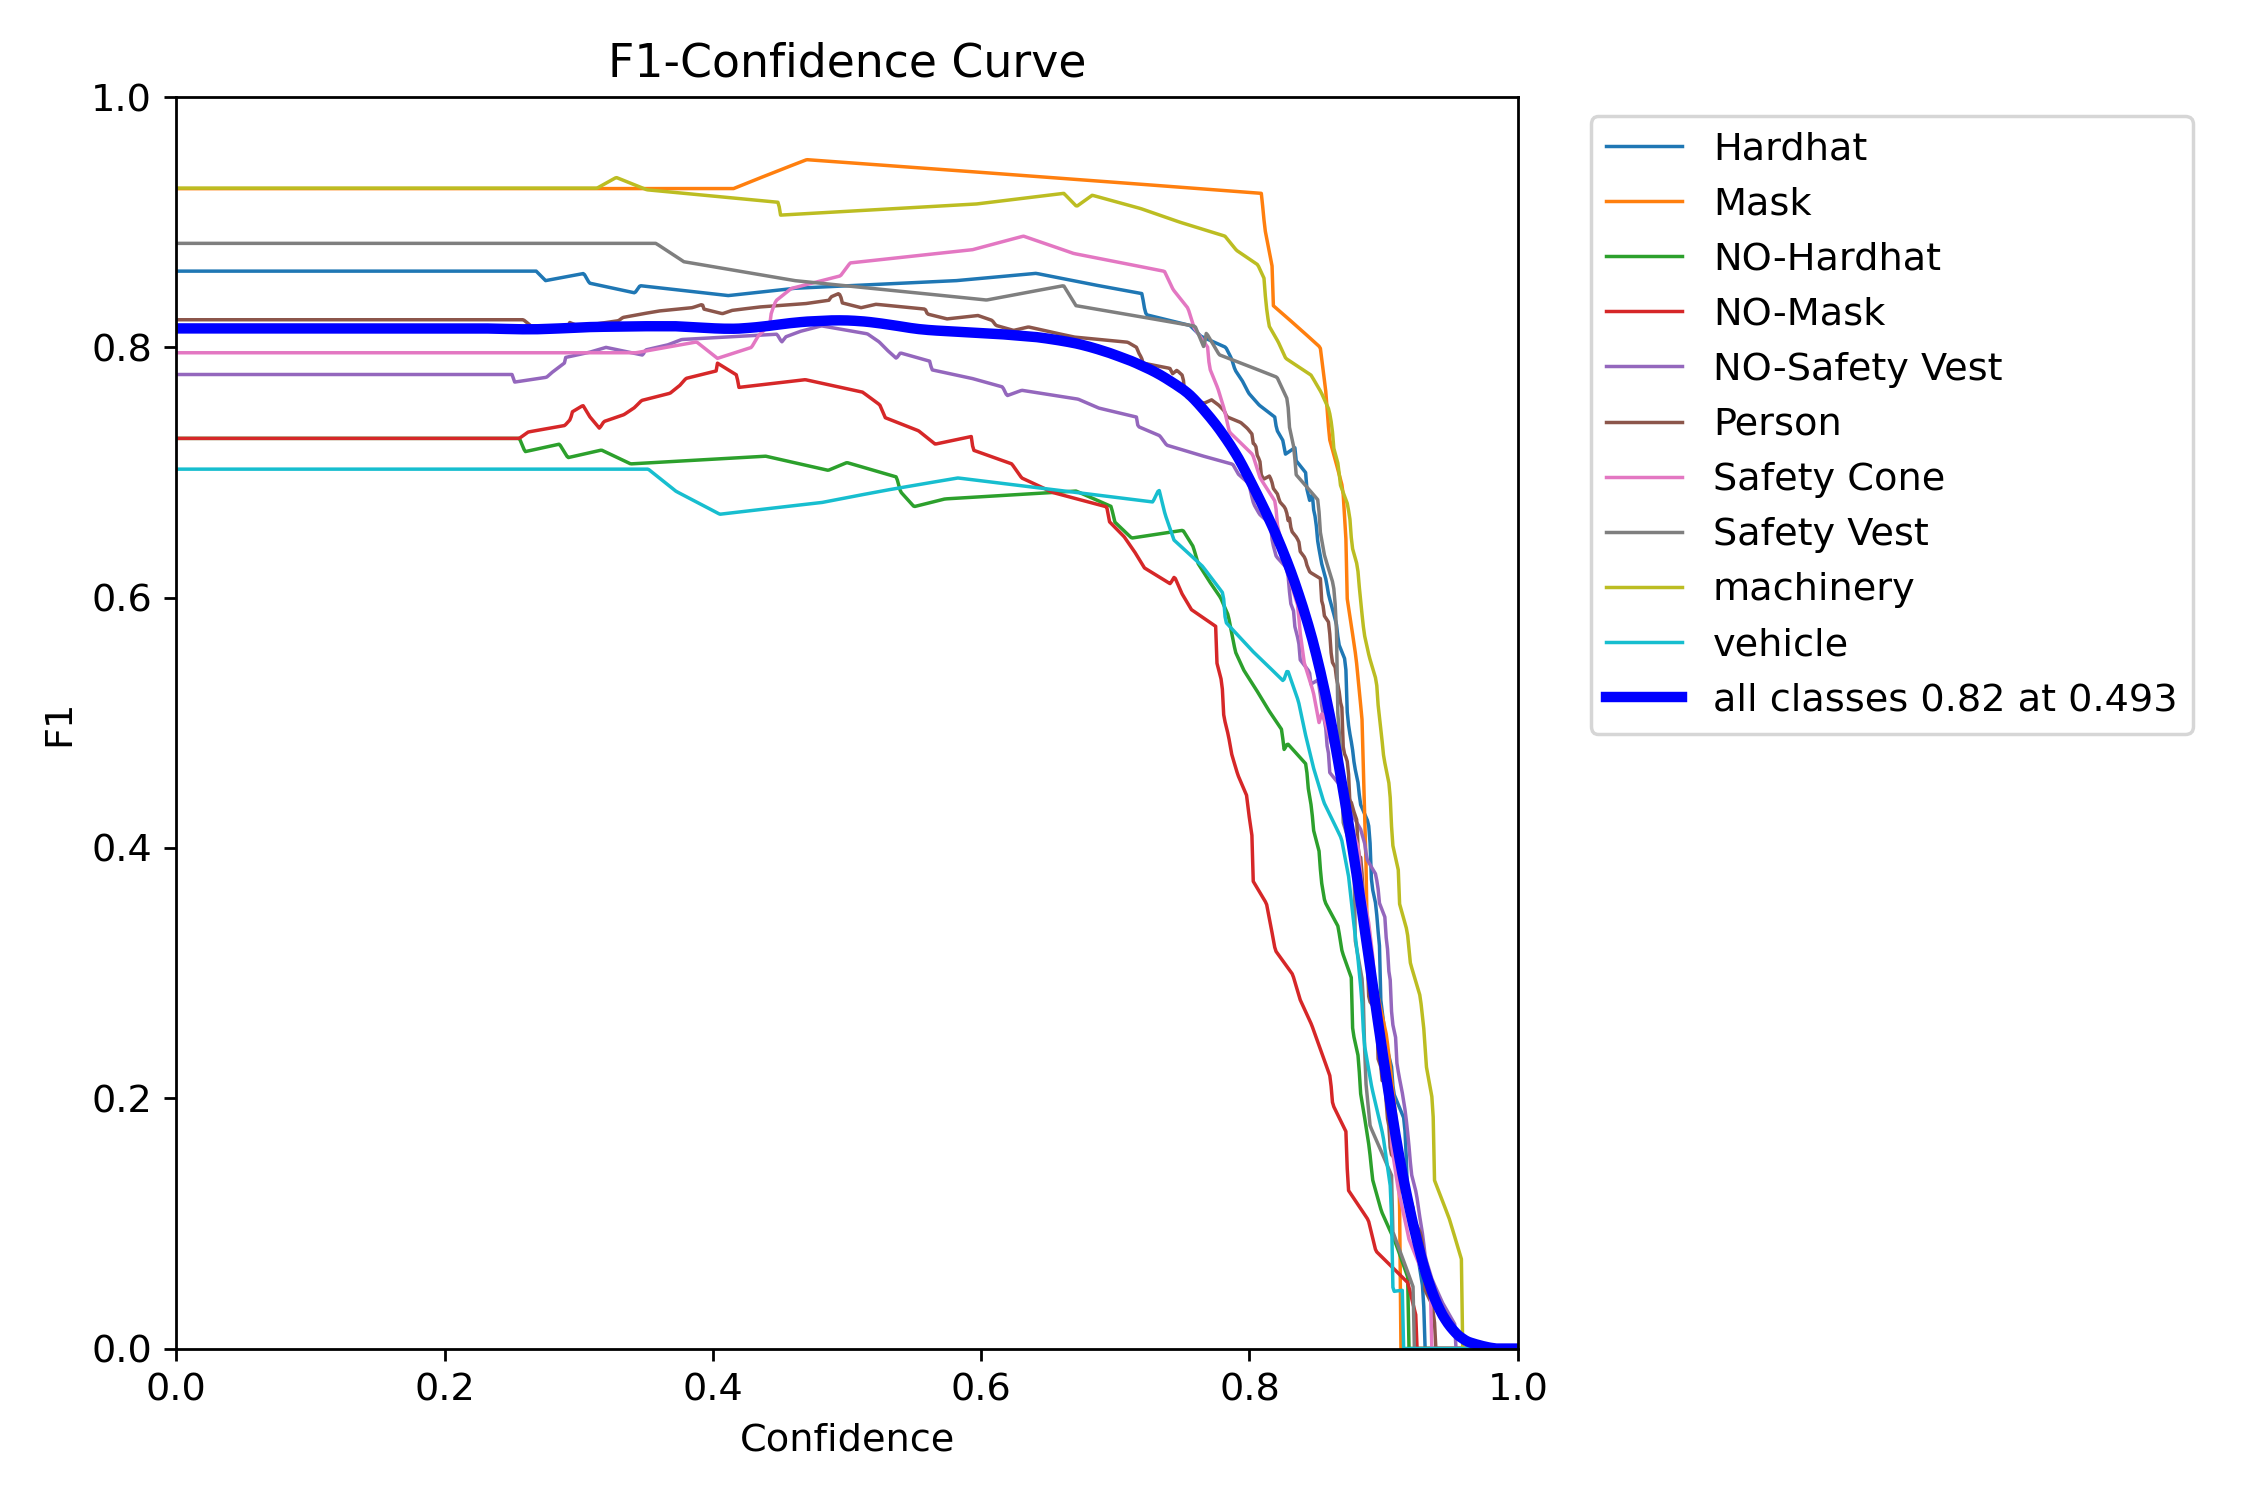 F1-Confidence Curve
1.0
0.8
0.6
0.4
0.2
0.0
F1
0.0 0.2 0.4 0.6 0.8 1.0
Confidence
Hardhat
Mask
NO-Hardhat
NO-Mask
NO-Safety Vest
Person
Safety Cone
Safety Vest
machinery
vehicle
all classes 0.82 at 0.493